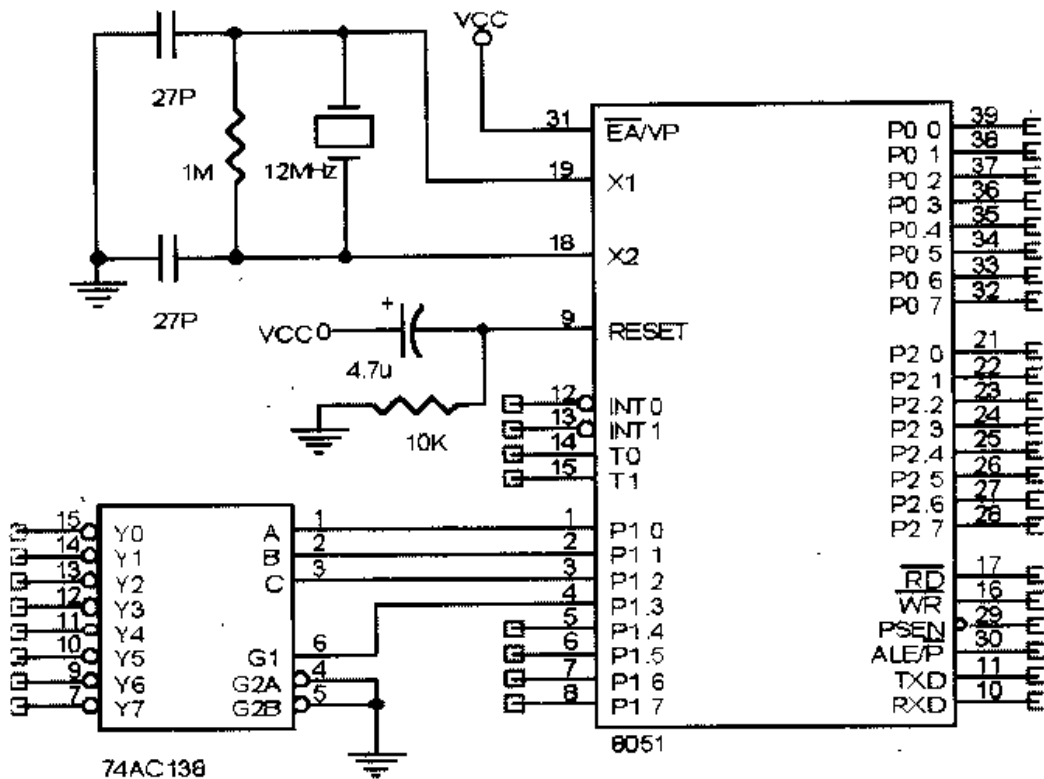 VCC
27P
1M
12MHz
27P
VCC
+
4.7u
10K
31 EA/VP
19 X1
18 X2
9 RESET
12 INT0
13 INT1
14 T0
15 T1
1 P1 0
2 P1 1
3 P1 2
4 P1.3
5 P1.4
6 P1.5
7 P1 6
8 P1 7
P0 0 39
P0 1 38
P0 2 37
P0 3 36
P0.4 35
P0 5 34
P0 6 33
P0 7 32
P2 0 21
P2 1 22
P2.2 23
P2 3 24
P2.4 25
P2 5 26
P2.6 27
P2 7 28
RD 17
WR 16
PSEN 29
ALE/P 30
TXD 11
RXD 10
8051
15 Y0
14 Y1
13 Y2
12 Y3
11 Y4
10 Y5
9 Y6
7 Y7
A 1
B 2
C 3
G1 6
G2A 4
G2B 5
74AC138